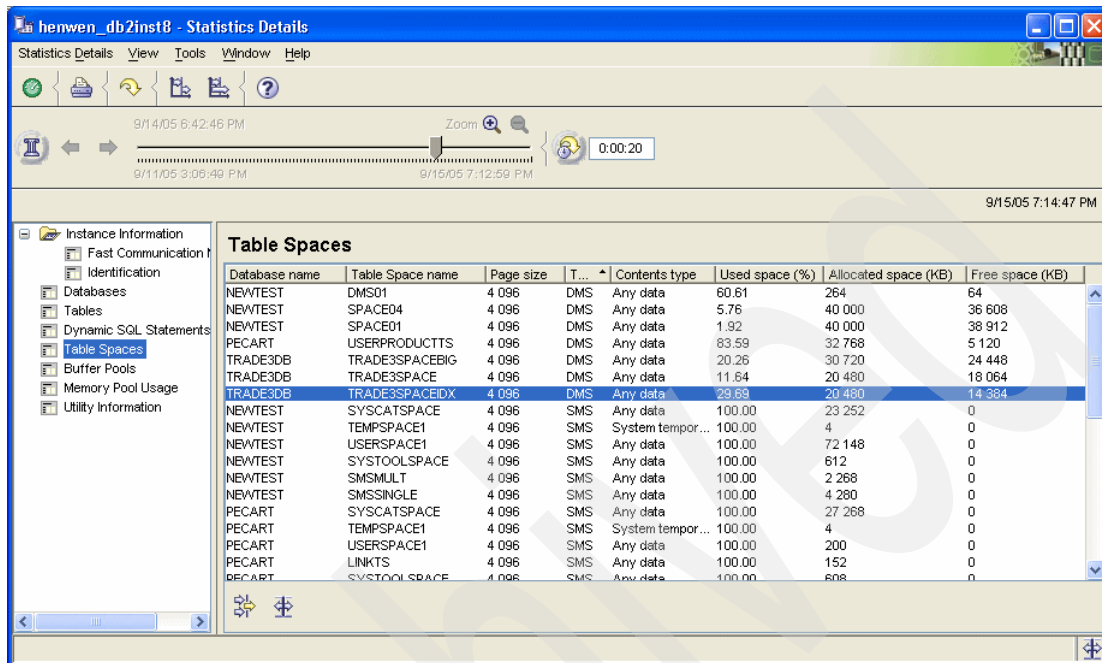 henwen_db2inst8 - Statistics Details
Statistics Details View Tools Window Help
9/14/05 6:42:46 PM Zoom
0:00:20
9/11/05 3:06:49 PM 9/15/05 7:12:59 PM
9/15/05 7:14:47 PM
Instance Information
Fast Communication
Identification
Databases
Tables
Dynamic SQL Statements
Table Spaces
Buffer Pools
Memory Pool Usage
Utility Information
Table Spaces
Database name Table Space name Page size T... Contents type Used space (%) Allocated space (KB) Free space (KB)
NEWTEST DMS01 4 096 DMS Any data 60.61 264 64
NEWTEST SPACE04 4 096 DMS Any data 5.76 40 000 36 608
NEWTEST SPACE01 4 096 DMS Any data 1.92 40 000 38 912
PECART USERPRODUCTTS 4 096 DMS Any data 83.59 32 768 5 120
TRADE3DB TRADE3SPACEBIG 4 096 DMS Any data 20.26 30 720 24 448
TRADE3DB TRADE3SPACE 4 096 DMS Any data 11.64 20 480 18 064
TRADE3DB TRADE3SPACEIDX 4 096 DMS Any data 29.69 20 480 14 384
NEWTEST SYSCATSPACE 4 096 SMS Any data 100.00 23 252 0
NEWTEST TEMPSPACE1 4 096 SMS System tempor... 100.00 4 0
NEWTEST USERSPACE1 4 096 SMS Any data 100.00 72 148 0
NEWTEST SYSTOOLSPACE 4 096 SMS Any data 100.00 612 0
NEWTEST SMSMULT 4 096 SMS Any data 100.00 2 268 0
NEWTEST SMSSINGLE 4 096 SMS Any data 100.00 4 280 0
PECART SYSCATSPACE 4 096 SMS Any data 100.00 27 268 0
PECART TEMPSPACE1 4 096 SMS System tempor... 100.00 4 0
PECART USERSPACE1 4 096 SMS Any data 100.00 200 0
PECART LINKTS 4 096 SMS Any data 100.00 152 0
PECART SYSTOOLSPACE 4 096 SMS Any data 100.00 608 0